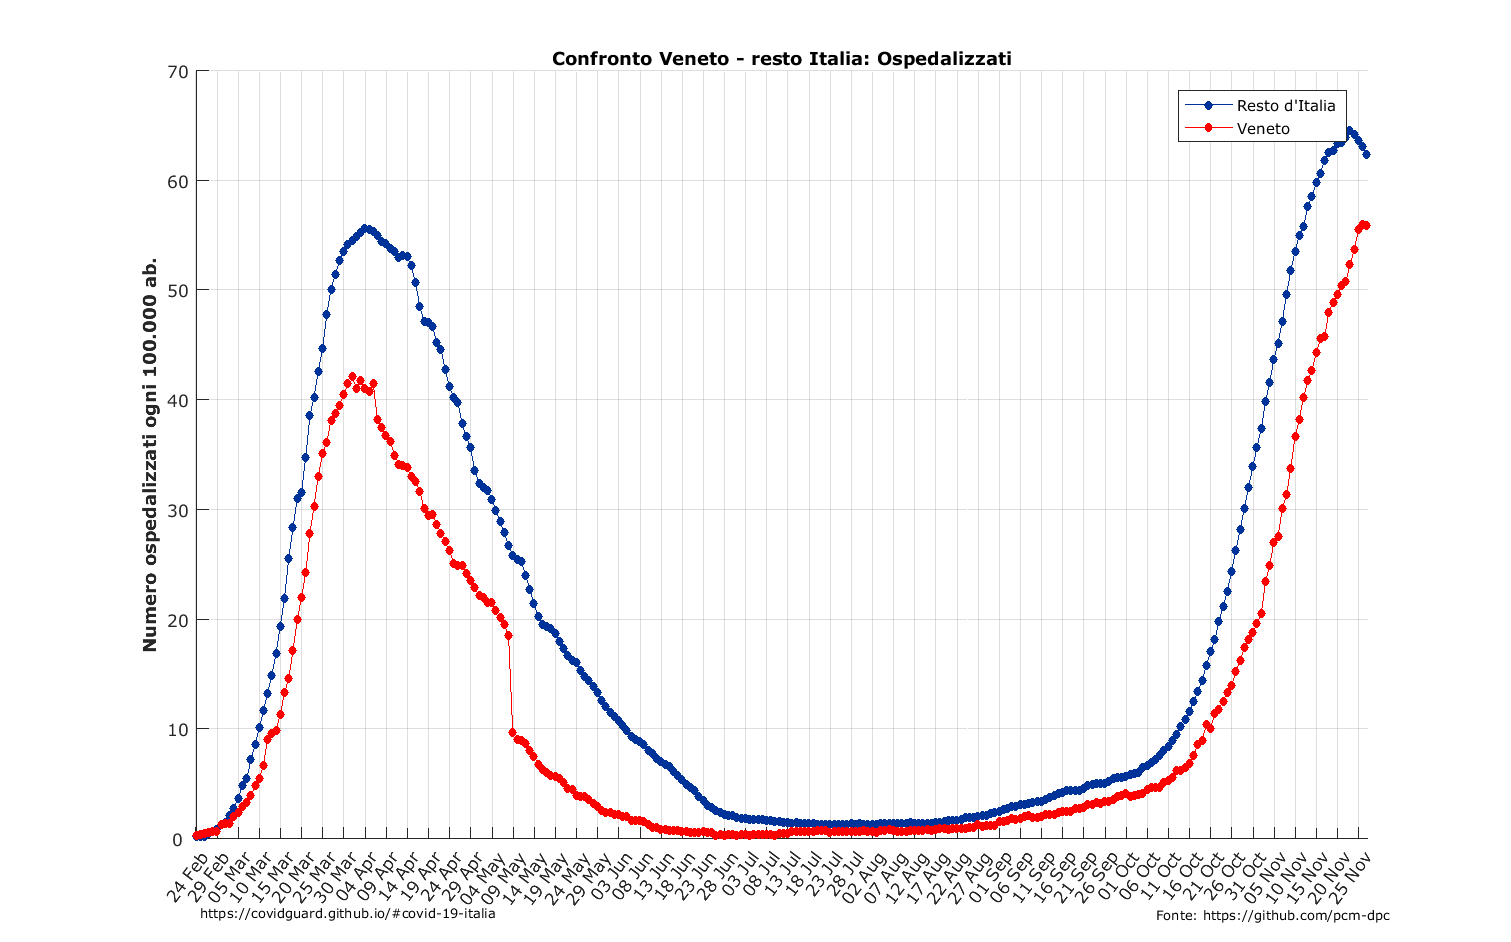 Confronto Veneto - resto Italia: Ospedalizzati
Numero ospedalizzati ogni 100.000 ab.
70
60
50
40
30
20
10
0
Resto d'Italia
Veneto
24 Feb
29 Feb
05 Mar
10 Mar
15 Mar
20 Mar
25 Mar
30 Mar
04 Apr
09 Apr
14 Apr
19 Apr
24 Apr
29 Apr
04 May
09 May
14 May
19 May
24 May
29 May
03 Jun
08 Jun
13 Jun
18 Jun
23 Jun
28 Jun
03 Jul
08 Jul
13 Jul
18 Jul
23 Jul
28 Jul
02 Aug
07 Aug
12 Aug
17 Aug
22 Aug
27 Aug
01 Sep
06 Sep
11 Sep
16 Sep
21 Sep
26 Sep
01 Oct
06 Oct
11 Oct
16 Oct
21 Oct
26 Oct
31 Oct
05 Nov
10 Nov
15 Nov
20 Nov
25 Nov
https://covidguard.github.io/#covid-19-italia
Fonte: https://github.com/pcm-dpc